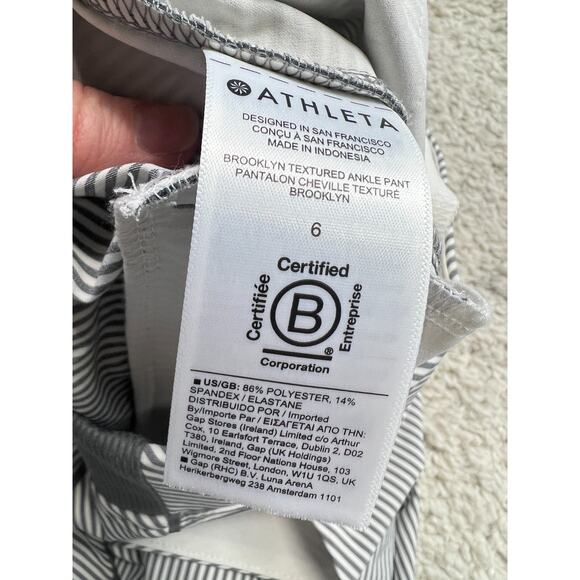 ATHLETA
DESIGNED IN SAN FRANCISCO
CONÇU À SAN FRANCISCO
MADE IN INDONESIA
BROOKLYN TEXTURED ANKLE PANT
PANTALON CHEVILLE TEXTURÉ
BROOKLYN
6
Certified
Certifiée
B
Entreprise
®
Corporation
■ US/GB: 86% POLYESTER, 14%
SPANDEX / ELASTANE
DISTRIBUIDO POR / Imported
By/Importe Par / ΕΙΣΑΓΕΤΑΙ ΑΠΟ ΤΗΝ:
Gap Stores (Ireland) Limited c/o Arthur
Cox, 10 Earlsfort Terrace, Dublin 2, D02
T380, Ireland, Gap (UK Holdings)
Limited, 2nd Floor Nations House, 103
Wigmore Street, London, W1U 1QS, UK
■ Gap (RHC) B.V. Luna ArenA
Herikerbergweg 238 Amsterdam 1101